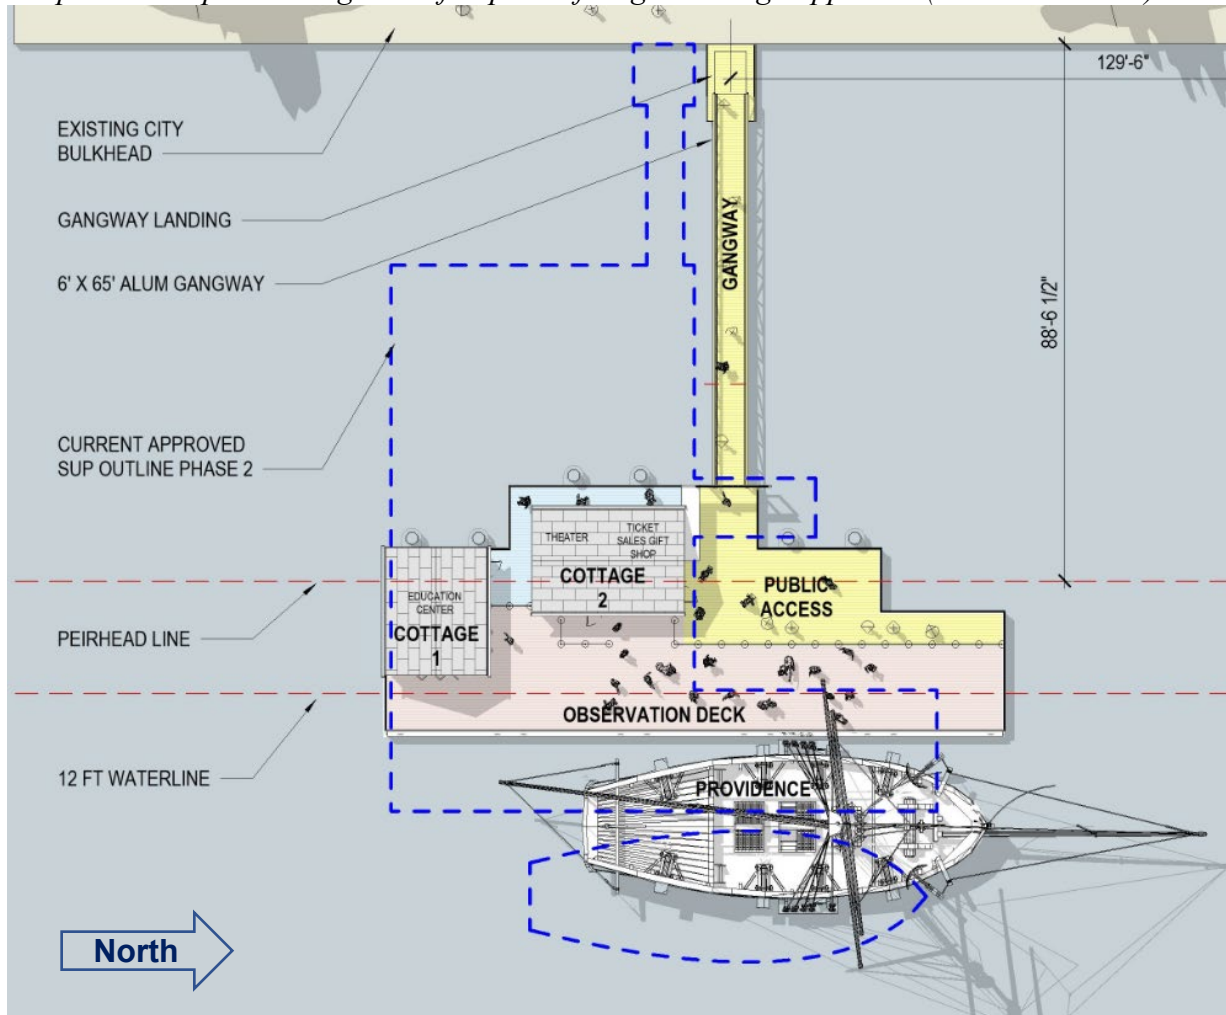 129'-6"
EXISTING CITY
BULKHEAD
GANGWAY LANDING
6' X 65' ALUM GANGWAY
GANGWAY
88'-6 1/2"
CURRENT APPROVED
SUP OUTLINE PHASE 2
THEATER
TICKET
SALES GIFT
SHOP
COTTAGE
2
EDUCATION
CENTER
COTTAGE
1
PUBLIC
ACCESS
PEIRHEAD LINE
OBSERVATION DECK
12 FT WATERLINE
PROVIDENCE
North